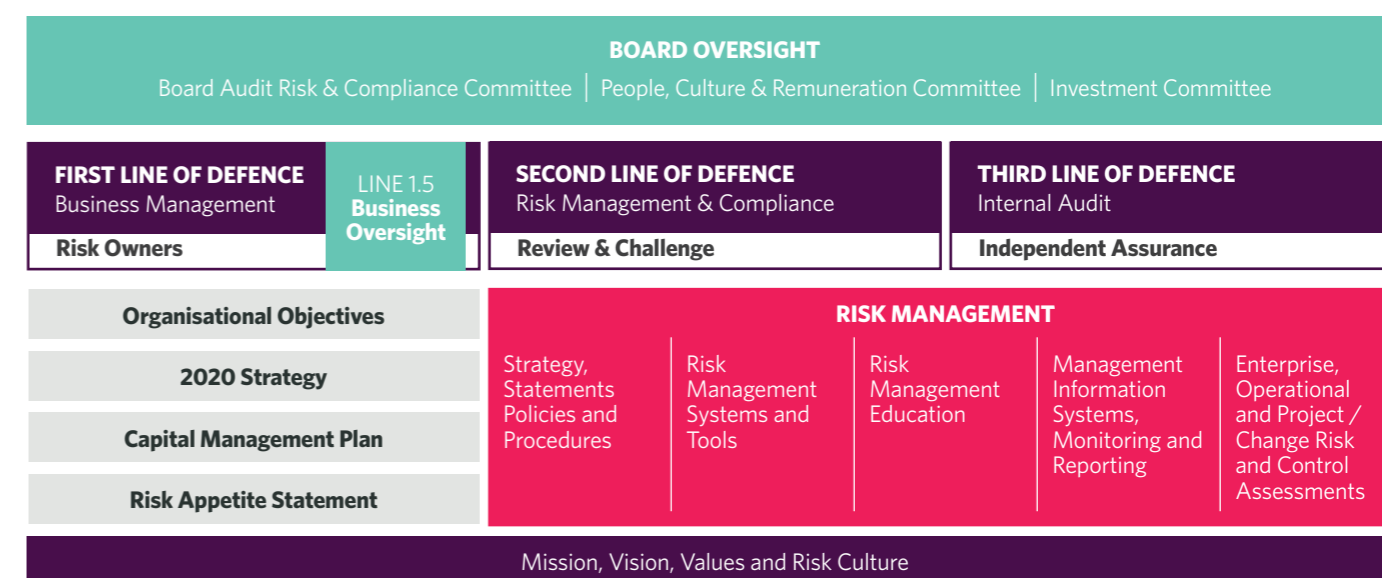 BOARD OVERSIGHT
Board Audit Risk & Compliance Committee | People, Culture & Remuneration Committee | Investment Committee
FIRST LINE OF DEFENCE
Business Management
Risk Owners
LINE 1.5
Business
Oversight
SECOND LINE OF DEFENCE
Risk Management & Compliance
Review & Challenge
THIRD LINE OF DEFENCE
Internal Audit
Independent Assurance
Organisational Objectives
2020 Strategy
Capital Management Plan
Risk Appetite Statement
RISK MANAGEMENT
Strategy,
Statements
Policies and
Procedures
Risk
Management
Systems and
Tools
Risk
Management
Education
Management
Information
Systems,
Monitoring and
Reporting
Enterprise,
Operational
and Project /
Change Risk
and Control
Assessments
Mission, Vision, Values and Risk Culture